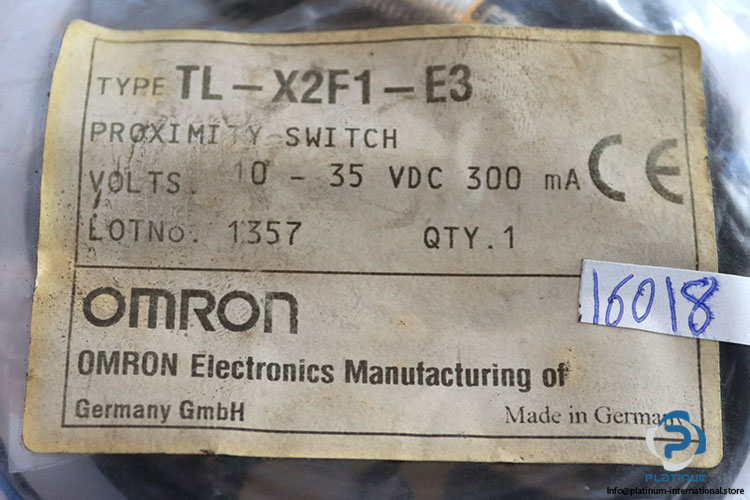 TYPE TL-X2F1-E3
PROXIMITY SWITCH
VOLTS. 10 - 35 VDC 300 mA CE
LOTNo. 1357 QTY.1
16018
OMRON
OMRON Electronics Manufacturing of
Germany GmbH Made in Germany
PLATINUM
Info@platinum-international.store